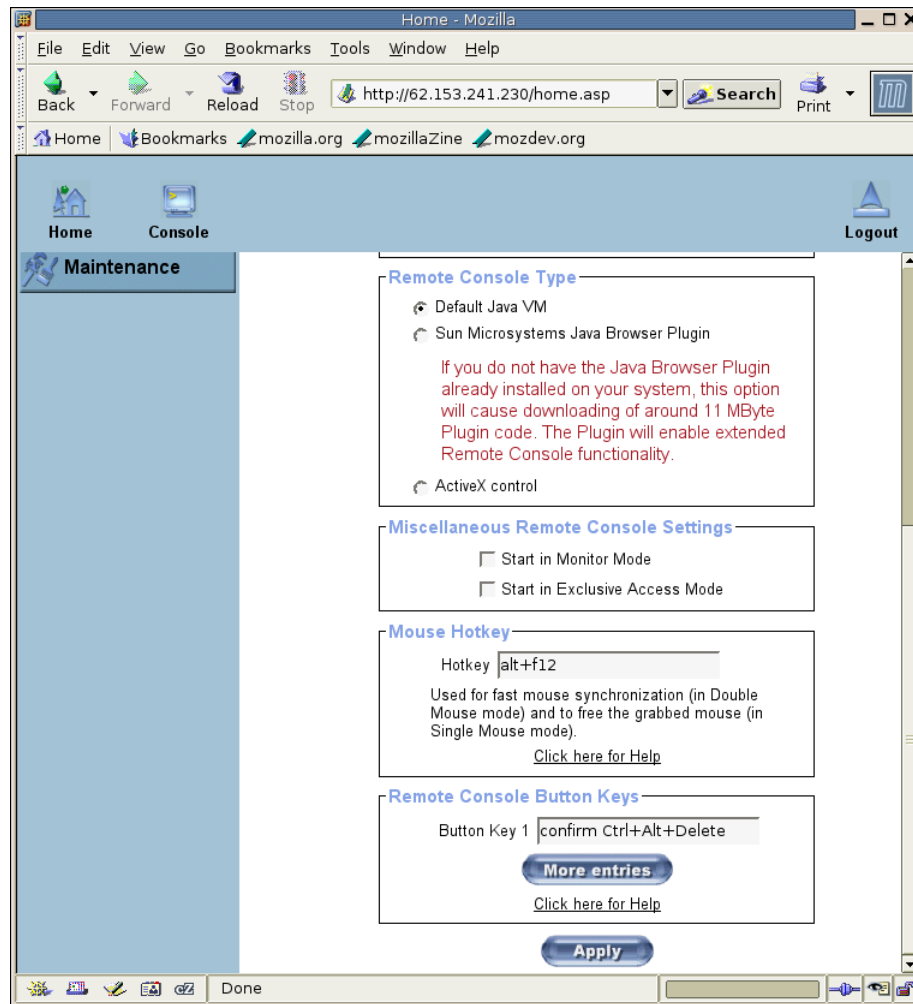 Home - Mozilla
File Edit View Go Bookmarks Tools Window Help
Back Forward Reload Stop http://62.153.241.230/home.asp Search Print
Home Bookmarks mozilla.org mozillaZine mozdev.org
Home Console Logout
Maintenance
Remote Console Type
Default Java VM
Sun Microsystems Java Browser Plugin
If you do not have the Java Browser Plugin
already installed on your system, this option
will cause downloading of around 11 MByte
Plugin code. The Plugin will enable extended
Remote Console functionality.
ActiveX control
Miscellaneous Remote Console Settings
Start in Monitor Mode
Start in Exclusive Access Mode
Mouse Hotkey
Hotkey alt+f12
Used for fast mouse synchronization (in Double
Mouse mode) and to free the grabbed mouse (in
Single Mouse mode).
Click here for Help
Remote Console Button Keys
Button Key 1 confirm Ctrl+Alt+Delete
More entries
Click here for Help
Apply
Done